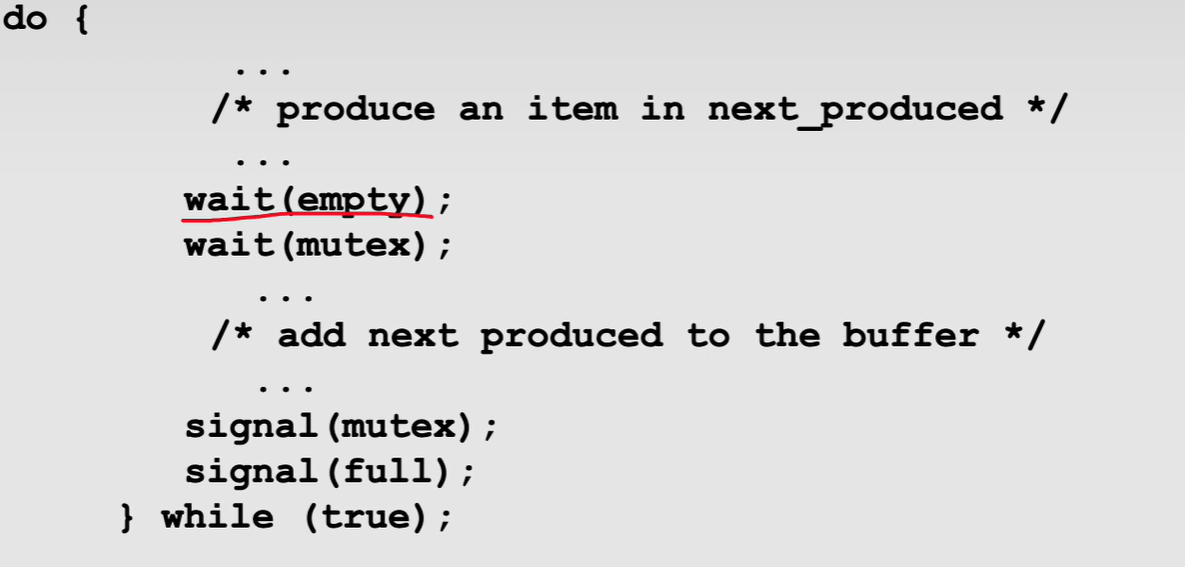 do {
...
/* produce an item in next_produced */
...
wait(empty);
wait(mutex);
...
/* add next produced to the buffer */
...
signal(mutex);
signal(full);
} while (true);